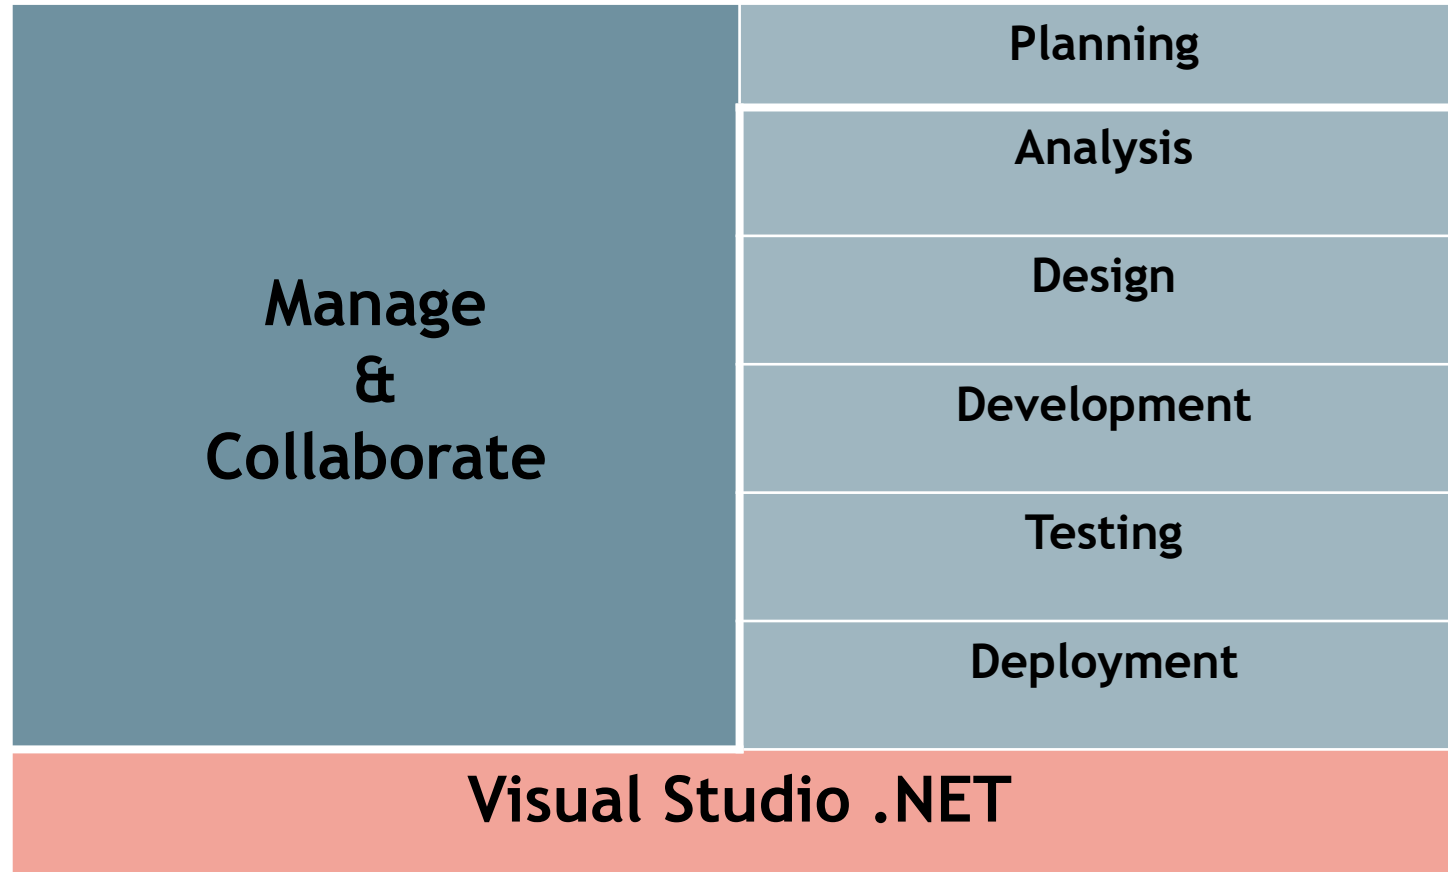 Manage
&
Collaborate
Planning
Analysis
Design
Development
Testing
Deployment
Visual Studio .NET